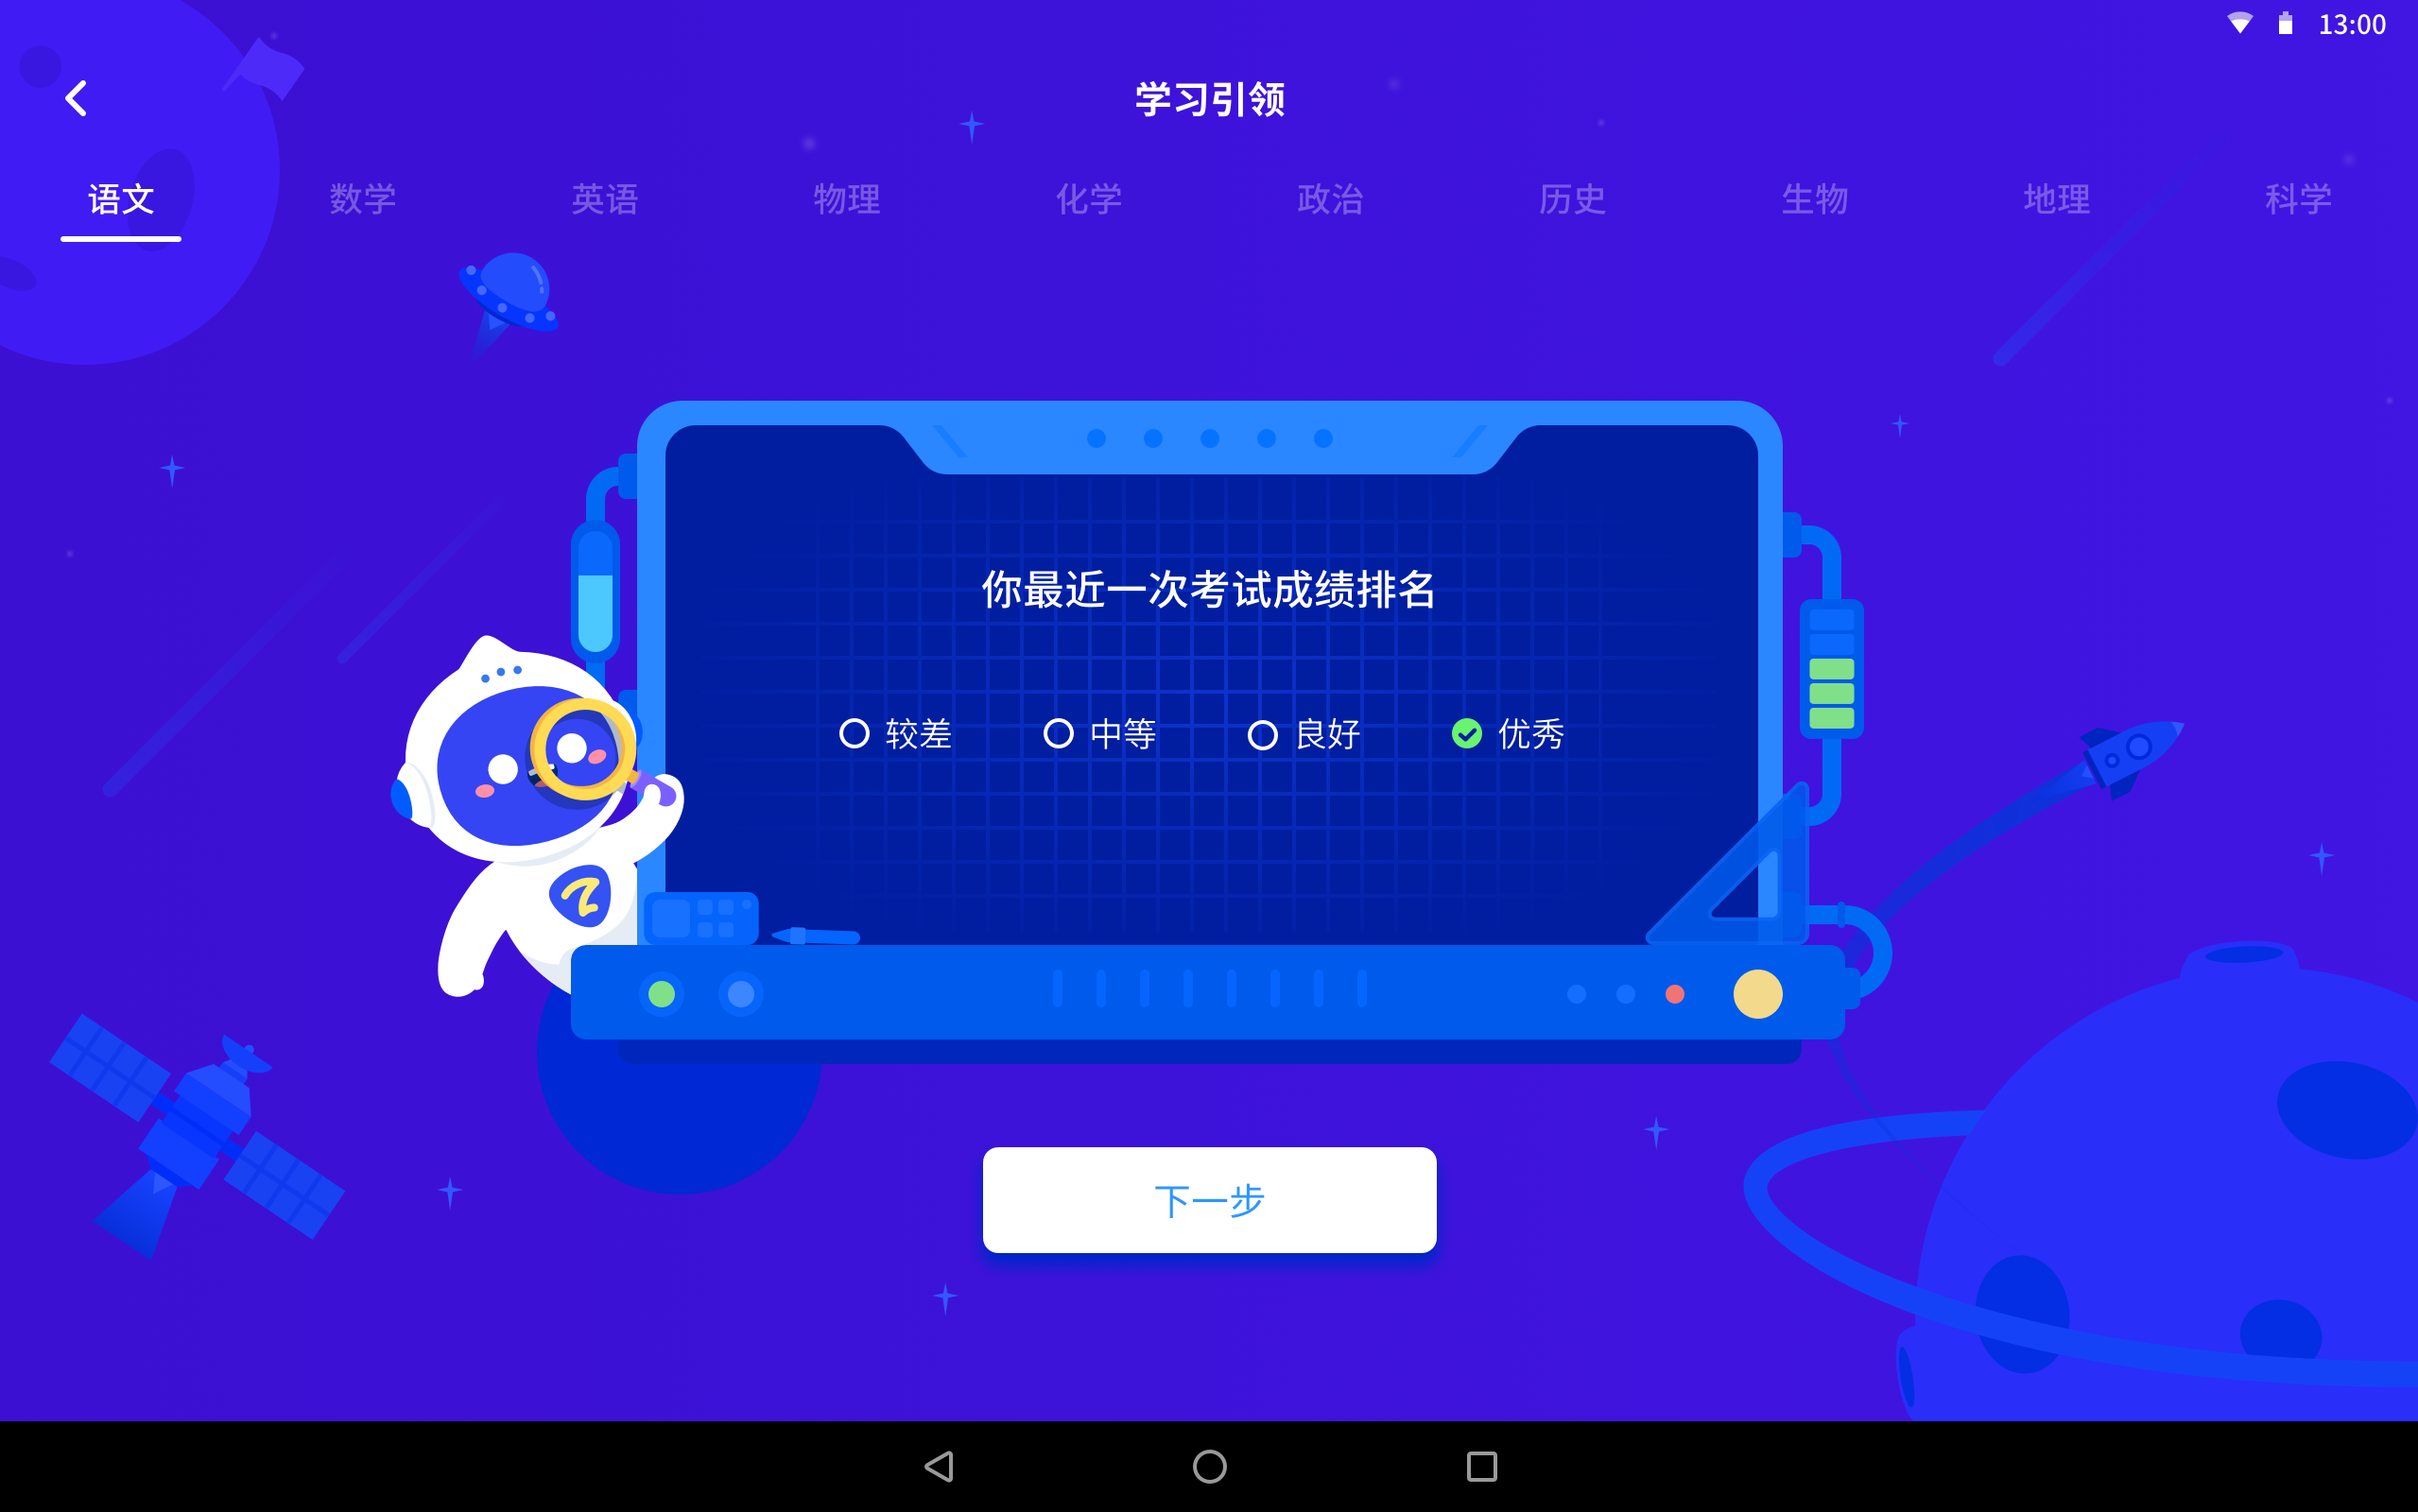 13:00
学习引领
语文 数学 英语 物理 化学 政治 历史 生物 地理 科学
你最近一次考试成绩排名
较差 中等 良好 优秀
下一步